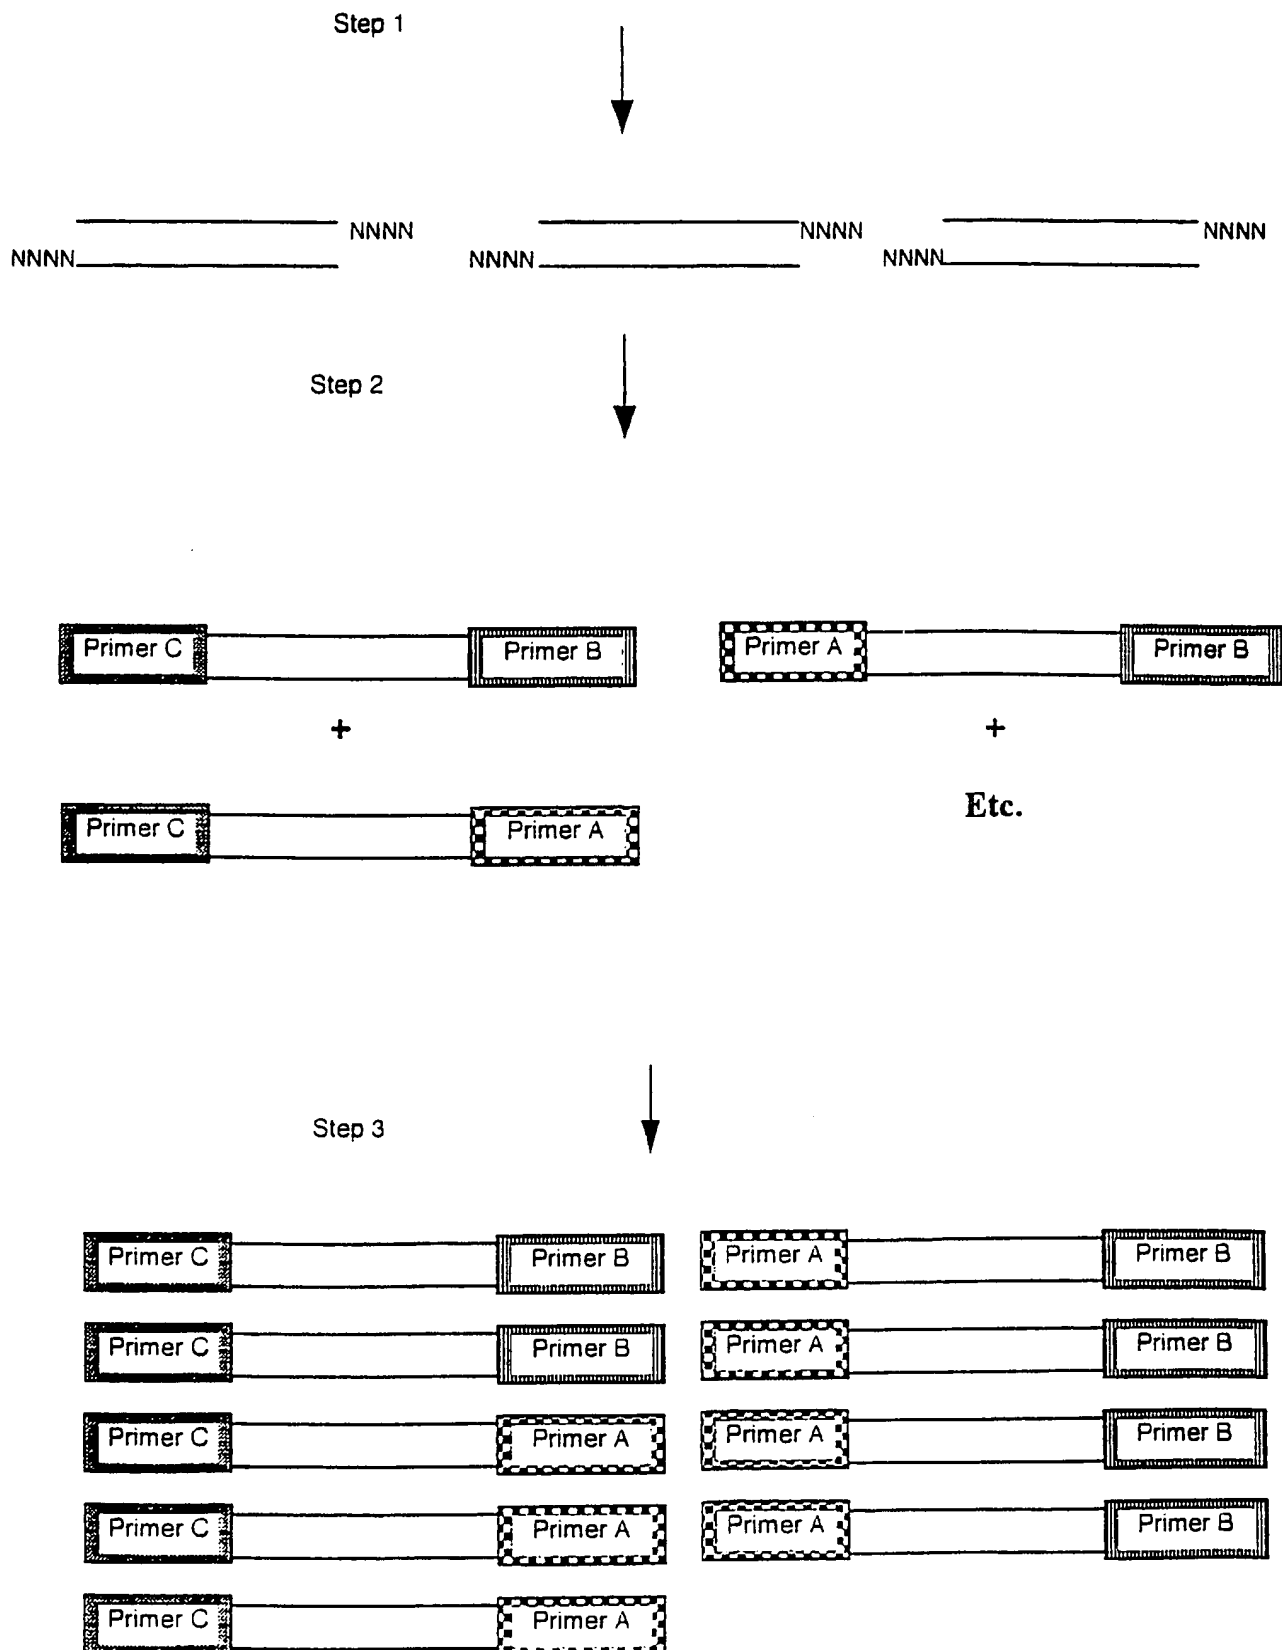 Step 1
NNNN NNNN NNNN
NNNN NNNN NNNN
Step 2
Primer C Primer B Primer A Primer B
+ +
Primer C Primer A Etc.
Step 3
Primer C Primer B Primer A Primer B
Primer C Primer B Primer A Primer B
Primer C Primer A Primer A Primer B
Primer C Primer A Primer A Primer B
Primer C Primer A